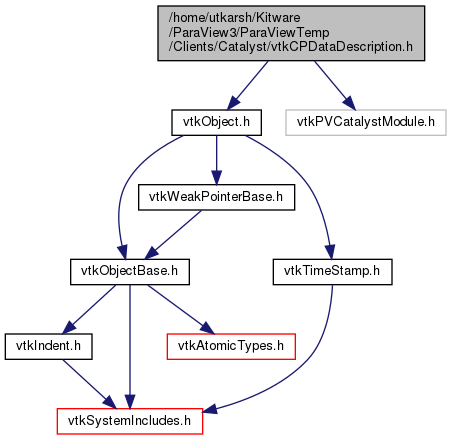 /home/utkarsh/Kitware
/ParaView3/ParaViewTemp
/Clients/Catalyst/vtkCPDataDescription.h
vtkObject.h
vtkPVCatalystModule.h
vtkWeakPointerBase.h
vtkObjectBase.h
vtkTimeStamp.h
vtkIndent.h
vtkAtomicTypes.h
vtkSystemIncludes.h